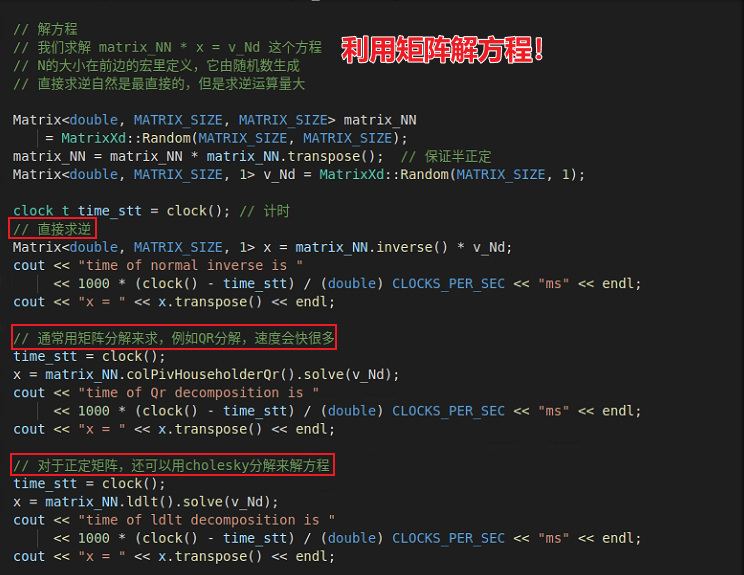 // 解方程
// 我们求解 matrix_NN * x = v_Nd 这个方程
利用矩阵解方程！
// N的大小在前边的宏里定义，它由随机数生成
// 直接求逆自然是最直接的，但是求逆运算量大
Matrix<double, MATRIX_SIZE, MATRIX_SIZE> matrix_NN
= MatrixXd::Random(MATRIX_SIZE, MATRIX_SIZE);
matrix_NN = matrix_NN * matrix_NN.transpose();  // 保证半正定
Matrix<double, MATRIX_SIZE, 1> v_Nd = MatrixXd::Random(MATRIX_SIZE, 1);
clock_t time_stt = clock(); // 计时
// 直接求逆
Matrix<double, MATRIX_SIZE, 1> x = matrix_NN.inverse() * v_Nd;
cout << "time of normal inverse is "
<< 1000 * (clock() - time_stt) / (double) CLOCKS_PER_SEC << "ms" << endl;
cout << "x = " << x.transpose() << endl;
// 通常用矩阵分解来求，例如QR分解，速度会快很多
time_stt = clock();
x = matrix_NN.colPivHouseholderQr().solve(v_Nd);
cout << "time of Qr decomposition is "
<< 1000 * (clock() - time_stt) / (double) CLOCKS_PER_SEC << "ms" << endl;
cout << "x = " << x.transpose() << endl;
// 对于正定矩阵，还可以用cholesky分解来解方程
time_stt = clock();
x = matrix_NN.ldlt().solve(v_Nd);
cout << "time of ldlt decomposition is "
<< 1000 * (clock() - time_stt) / (double) CLOCKS_PER_SEC << "ms" << endl;
cout << "x = " << x.transpose() << endl;